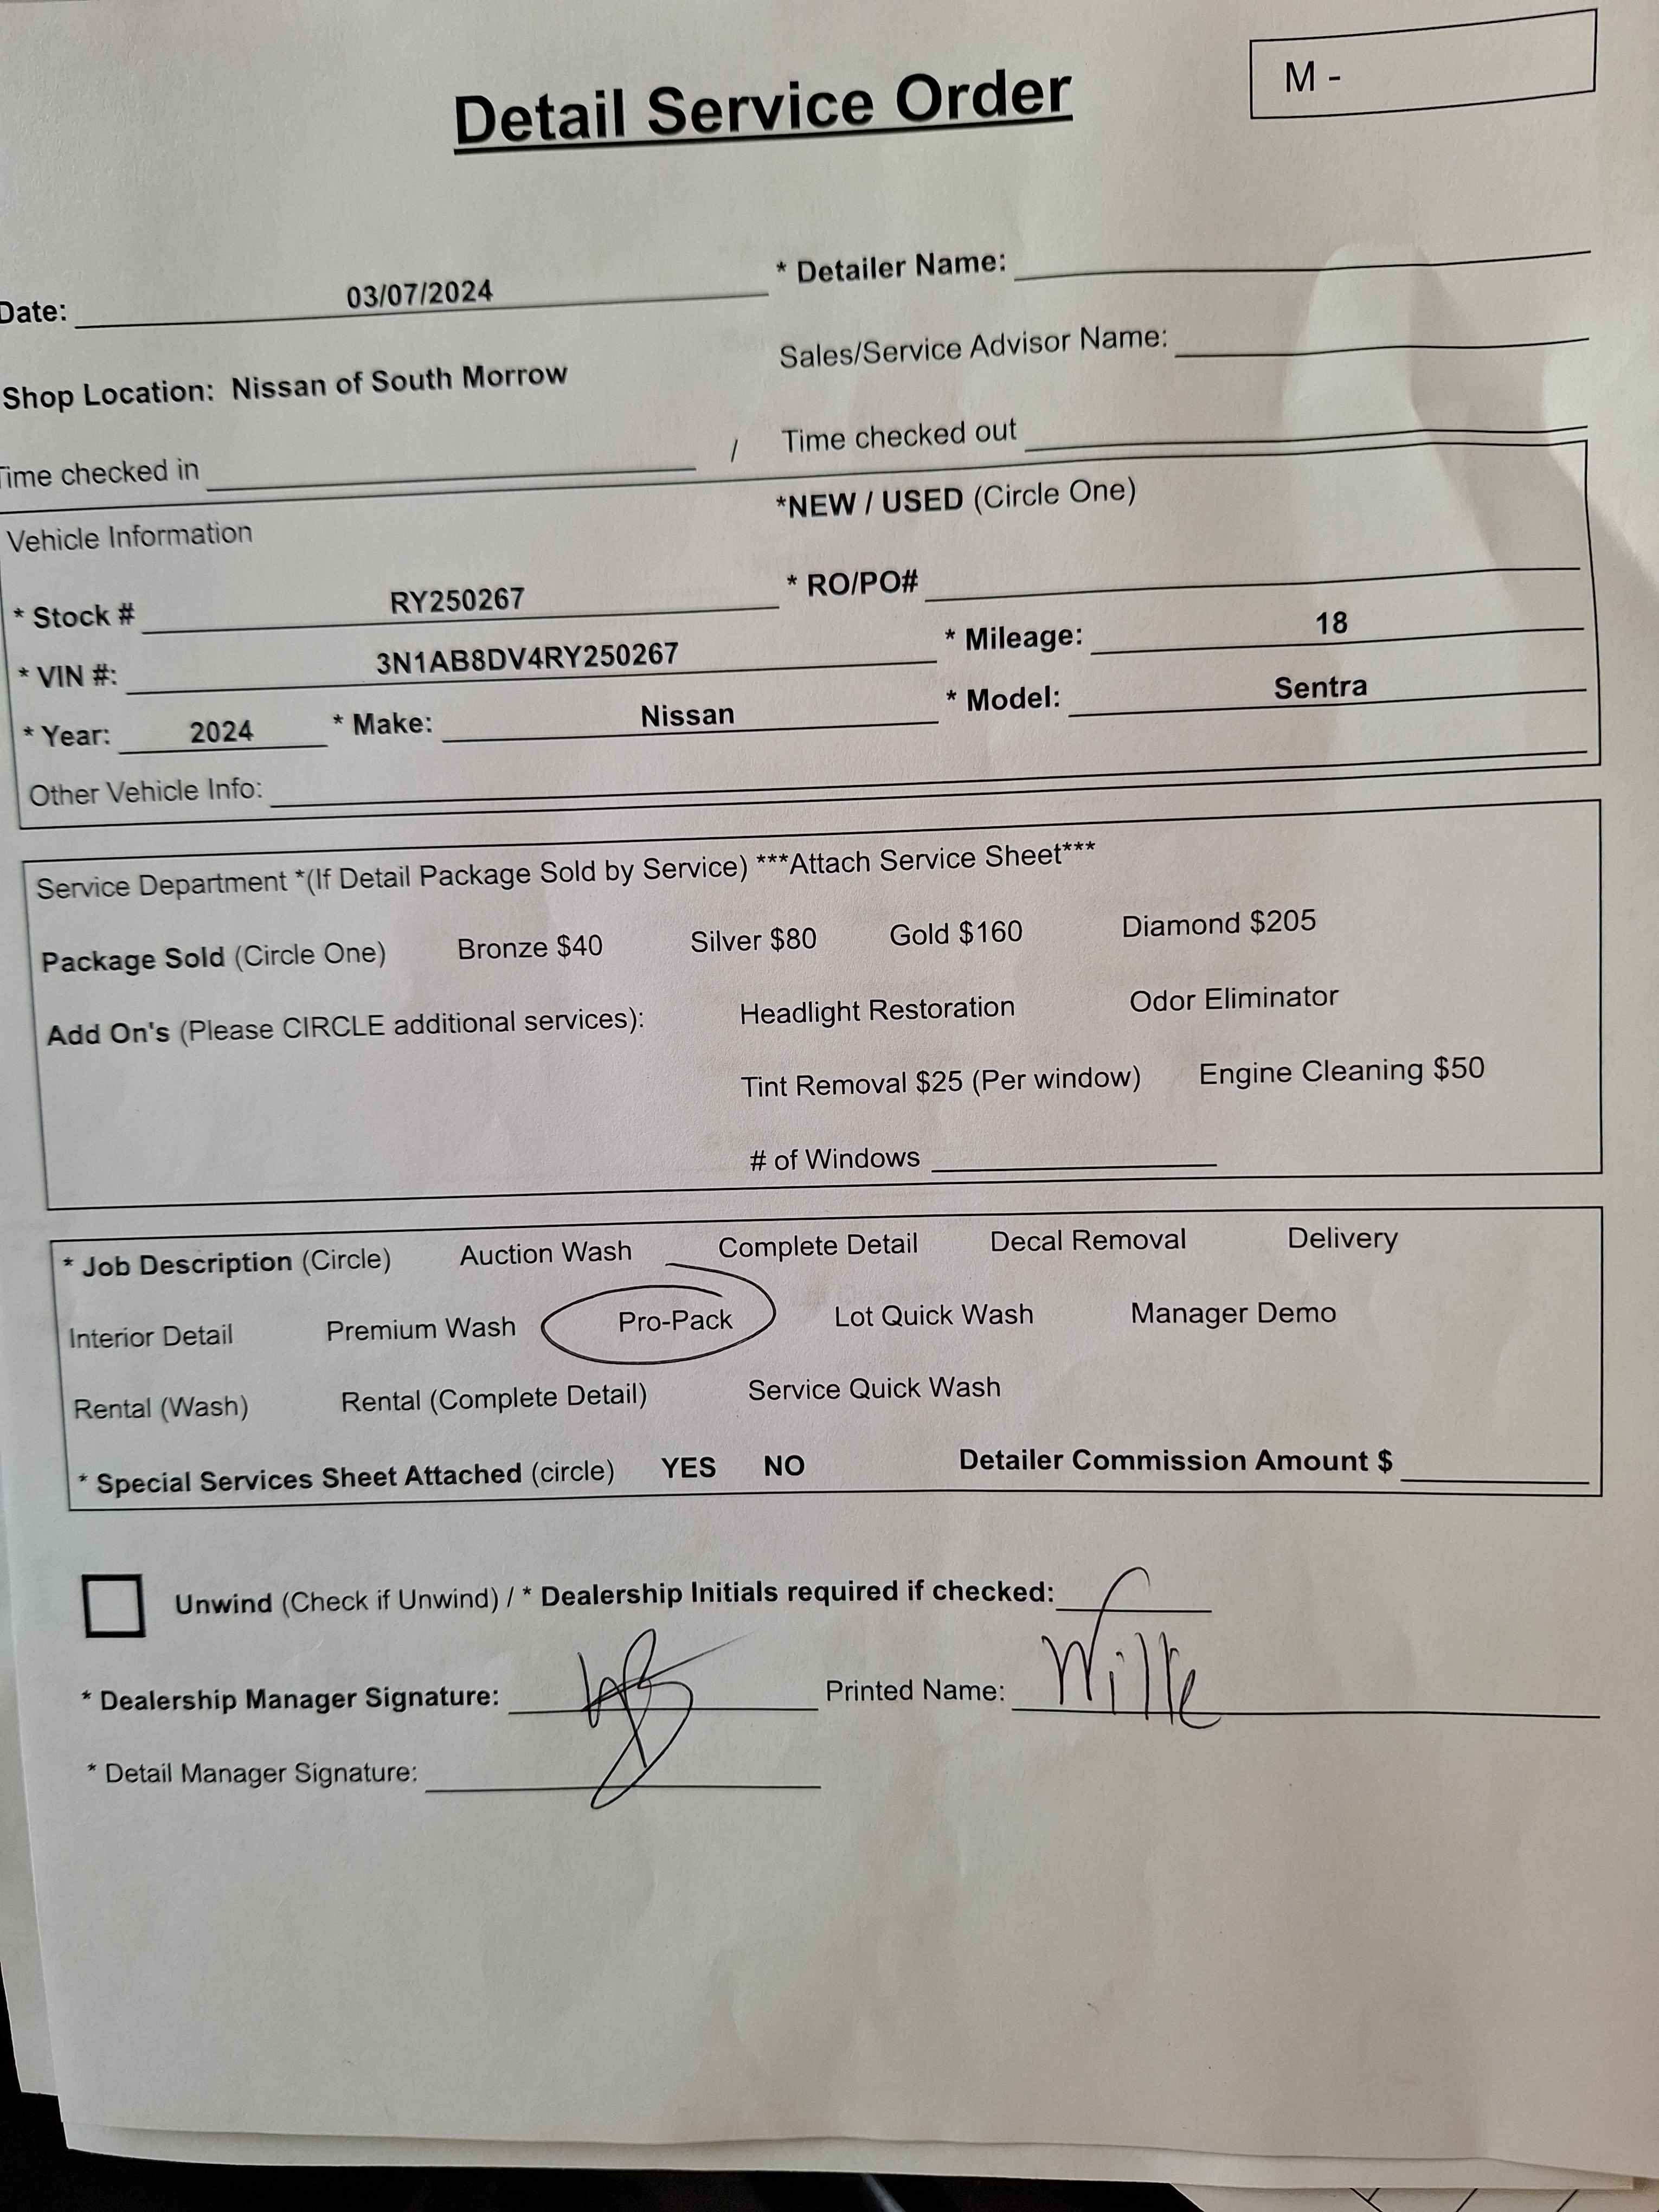 M -
Detail Service Order
Date: 03/07/2024 * Detailer Name:
Shop Location: Nissan of South Morrow Sales/Service Advisor Name:
Time checked in / Time checked out
Vehicle Information *NEW / USED (Circle One)
* Stock # RY250267 * RO/PO#
* VIN #: 3N1AB8DV4RY250267 * Mileage: 18
* Year: 2024 * Make: Nissan * Model: Sentra
Other Vehicle Info:
Service Department *(If Detail Package Sold by Service) ***Attach Service Sheet***
Package Sold (Circle One) Bronze $40 Silver $80 Gold $160 Diamond $205
Add On's (Please CIRCLE additional services): Headlight Restoration Odor Eliminator
Tint Removal $25 (Per window) Engine Cleaning $50
# of Windows
* Job Description (Circle) Auction Wash Complete Detail Decal Removal Delivery
Interior Detail Premium Wash Pro-Pack Lot Quick Wash Manager Demo
Rental (Wash) Rental (Complete Detail) Service Quick Wash
* Special Services Sheet Attached (circle) YES NO Detailer Commission Amount $
Unwind (Check if Unwind) / * Dealership Initials required if checked:
* Dealership Manager Signature: Printed Name:
* Detail Manager Signature: